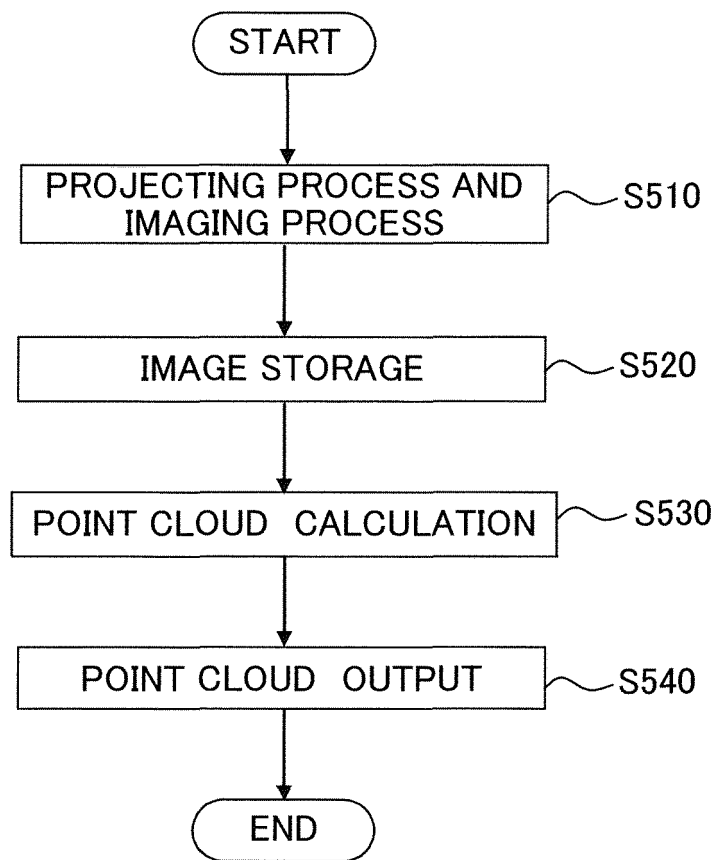 START
PROJECTING PROCESS AND
IMAGING PROCESS
S510
IMAGE STORAGE
S520
POINT CLOUD CALCULATION
S530
POINT CLOUD OUTPUT
S540
END